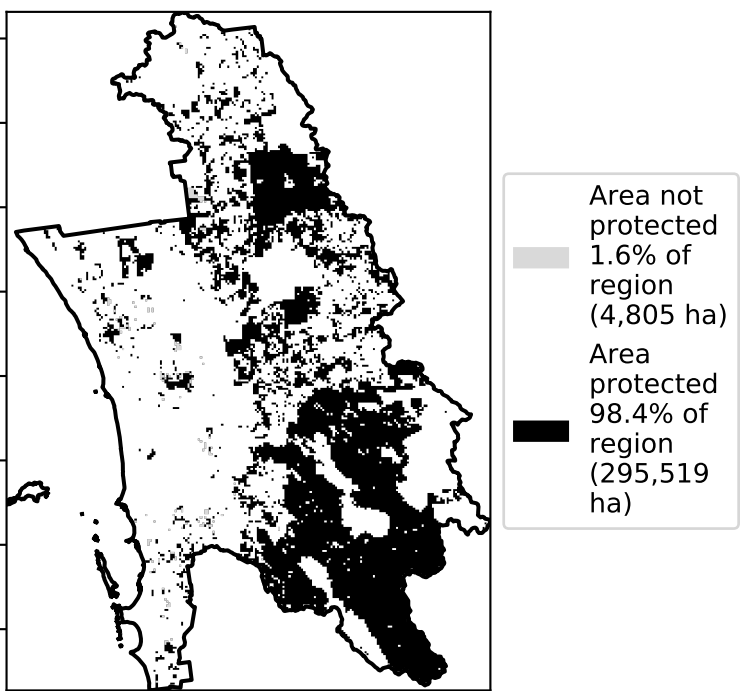 Area not
protected
1.6% of
region
(4,805 ha)
Area
protected
98.4% of
region
(295,519
ha)